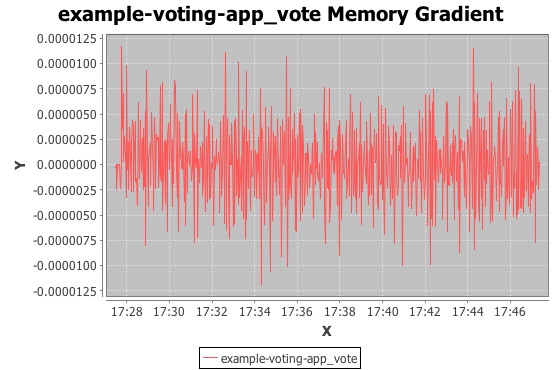 example-voting-app_vote Memory Gradient
0.0000125
0.0000100
0.0000075
0.0000050
0.0000025
0.0000000
-0.0000025
-0.0000050
-0.0000075
-0.0000100
-0.0000125
Y
17:28 17:30 17:32 17:34 17:36 17:38 17:40 17:42 17:44 17:46
X
example-voting-app_vote